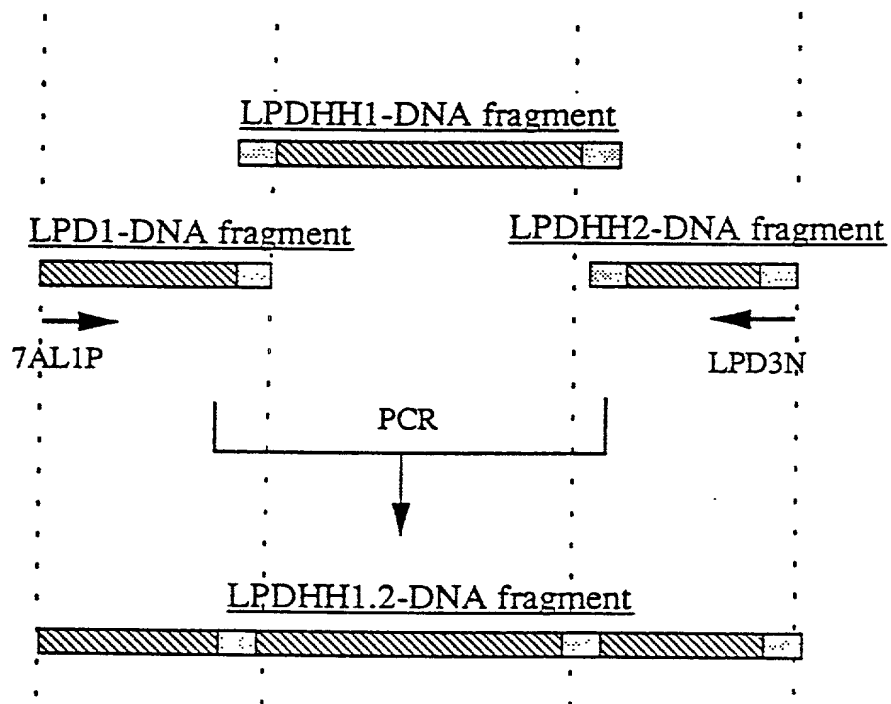 LPDHH1-DNA fragment
LPD1-DNA fragment
LPDHH2-DNA fragment
7AL1P
LPD3N
PCR
LPDHH1.2-DNA fragment